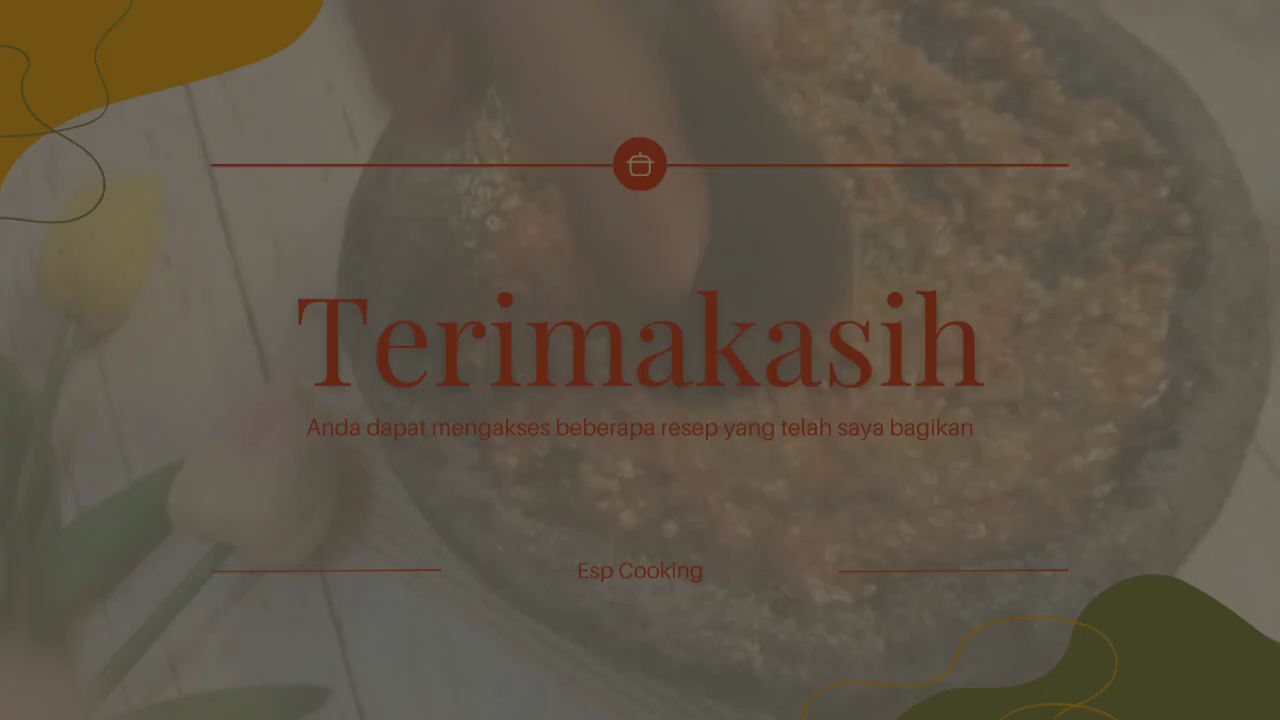 Terimakasih
Anda dapat mengakses beberapa resep yang telah saya bagikan
Esp Cooking